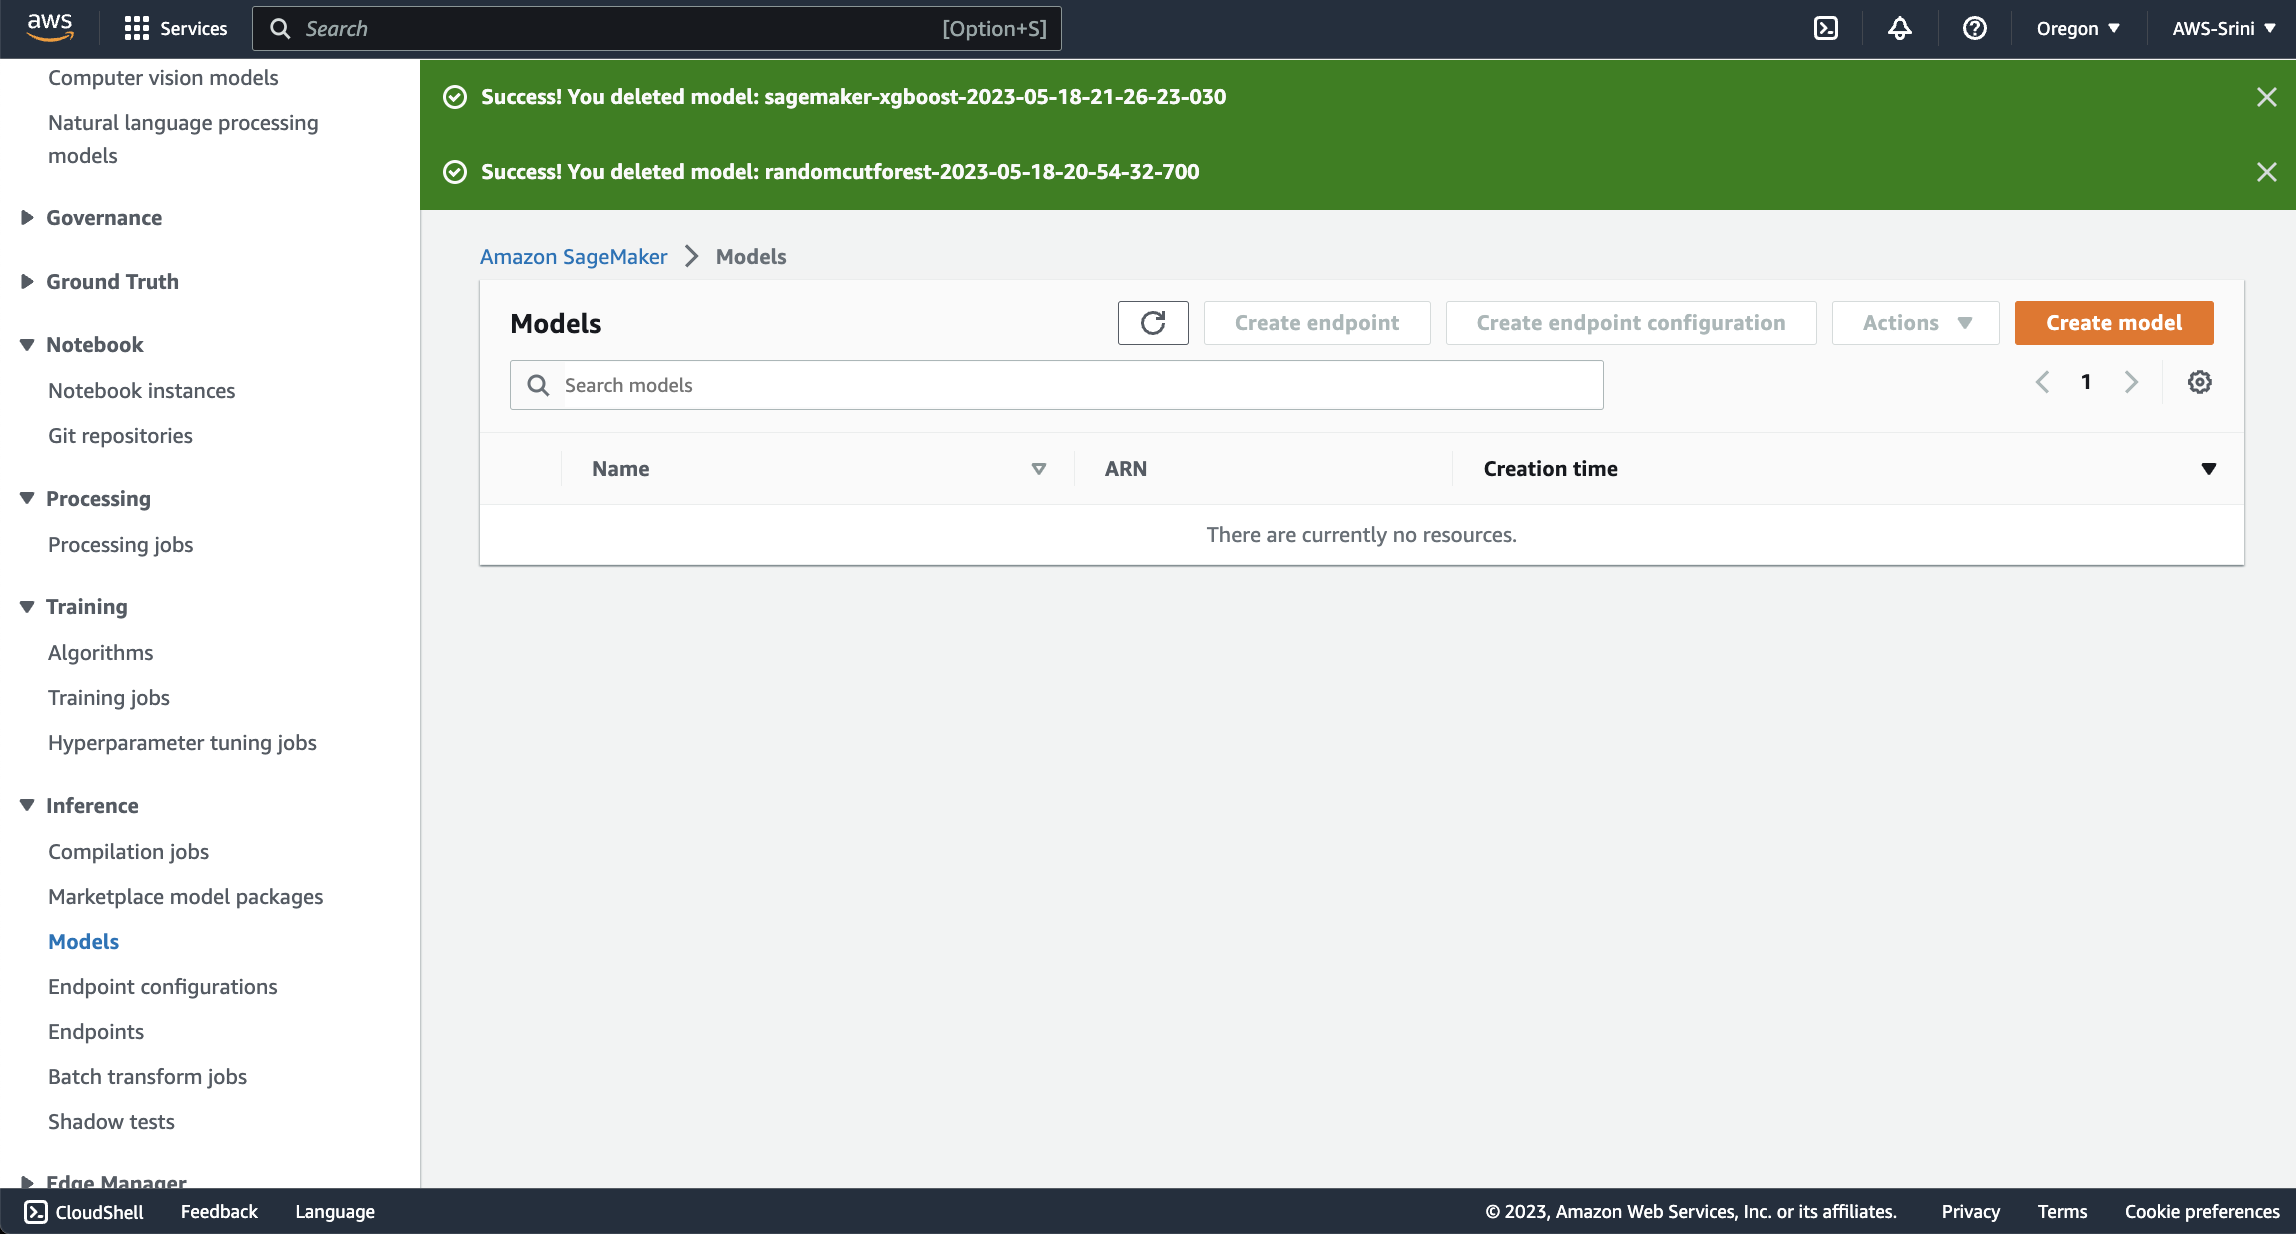 aws
Services
Search
[Option+S]
Oregon
AWS-Srini
Computer vision models
Natural language processing
models
Governance
Ground Truth
Notebook
Notebook instances
Git repositories
Processing
Processing jobs
Training
Algorithms
Training jobs
Hyperparameter tuning jobs
Inference
Compilation jobs
Marketplace model packages
Models
Endpoint configurations
Endpoints
Batch transform jobs
Shadow tests
Edge Manager
Success! You deleted model: sagemaker-xgboost-2023-05-18-21-26-23-030
Success! You deleted model: randomcutforest-2023-05-18-20-54-32-700
Amazon SageMaker
Models
Models
Create endpoint
Create endpoint configuration
Actions
Create model
Search models
1
Name
ARN
Creation time
There are currently no resources.
CloudShell
Feedback
Language
© 2023, Amazon Web Services, Inc. or its affiliates.
Privacy
Terms
Cookie preferences